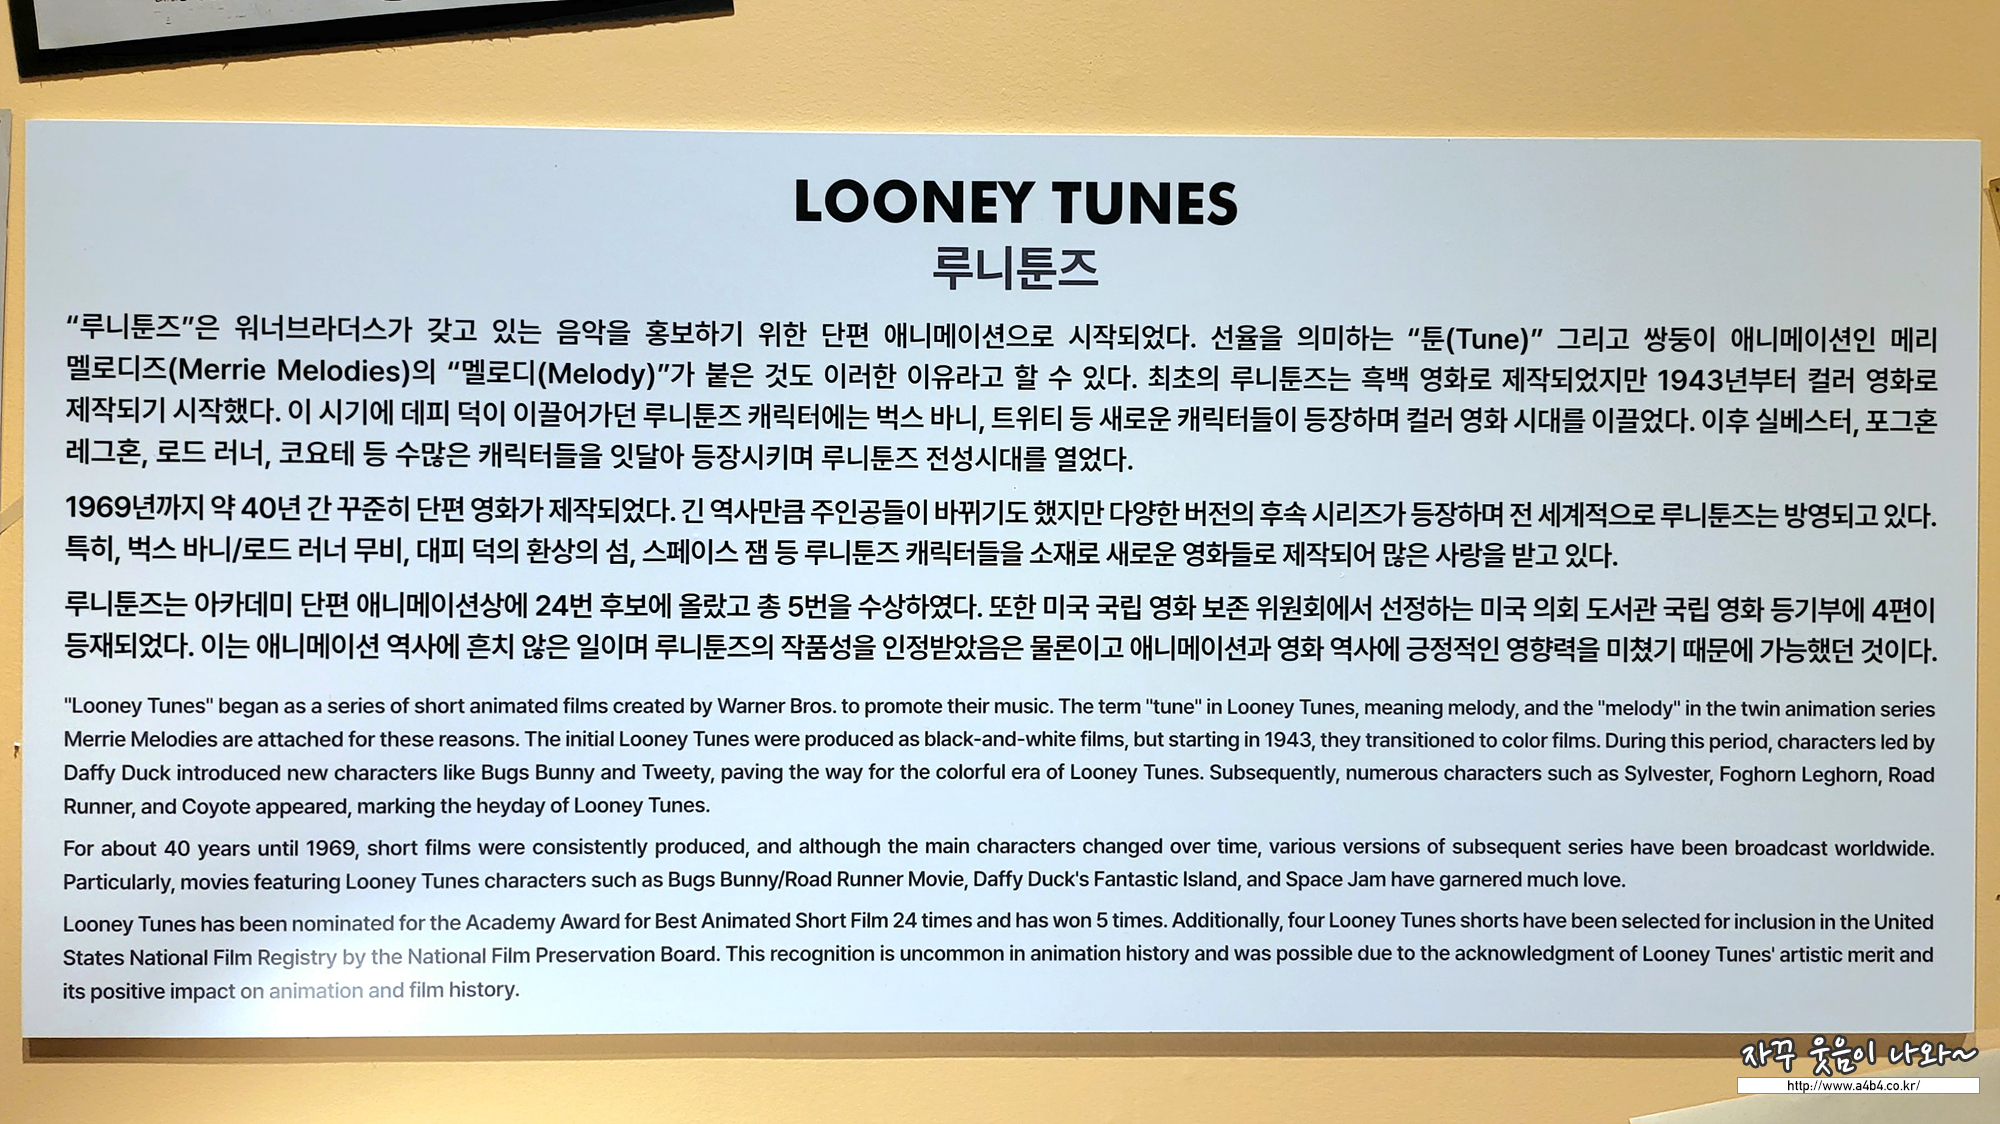 LOONEY TUNES
루니툰즈
“루니툰즈”은 워너브라더스가 갖고 있는 음악을 홍보하기 위한 단편 애니메이션으로 시작되었다. 선율을 의미하는 “툰(Tune)” 그리고 쌍둥이 애니메이션인 메리
멜로디즈(Merrie Melodies)의 “멜로디(Melody)”가 붙은 것도 이러한 이유라고 할 수 있다. 최초의 루니툰즈는 흑백 영화로 제작되었지만 1943년부터 컬러 영화로
제작되기 시작했다. 이 시기에 데피 덕이 이끌어가던 루니툰즈 캐릭터에는 벅스 바니, 트위티 등 새로운 캐릭터들이 등장하며 컬러 영화 시대를 이끌었다. 이후 실베스터, 포그혼
레그혼, 로드 러너, 코요테 등 수많은 캐릭터들을 잇달아 등장시키며 루니툰즈 전성시대를 열었다.
1969년까지 약 40년 간 꾸준히 단편 영화가 제작되었다. 긴 역사만큼 주인공들이 바뀌기도 했지만 다양한 버전의 후속 시리즈가 등장하며 전 세계적으로 루니툰즈는 방영되고 있다.
특히, 벅스 바니/로드 러너 무비, 대피 덕의 환상의 섬, 스페이스 잼 등 루니툰즈 캐릭터들을 소재로 새로운 영화들로 제작되어 많은 사랑을 받고 있다.
루니툰즈는 아카데미 단편 애니메이션상에 24번 후보에 올랐고 총 5번을 수상하였다. 또한 미국 국립 영화 보존 위원회에서 선정하는 미국 의회 도서관 국립 영화 등기부에 4편이
등재되었다. 이는 애니메이션 역사에 흔치 않은 일이며 루니툰즈의 작품성을 인정받았음은 물론이고 애니메이션과 영화 역사에 긍정적인 영향력을 미쳤기 때문에 가능했던 것이다.
"Looney Tunes" began as a series of short animated films created by Warner Bros. to promote their music. The term "tune" in Looney Tunes, meaning melody, and the "melody" in the twin animation series
Merrie Melodies are attached for these reasons. The initial Looney Tunes were produced as black-and-white films, but starting in 1943, they transitioned to color films. During this period, characters led by
Daffy Duck introduced new characters like Bugs Bunny and Tweety, paving the way for the colorful era of Looney Tunes. Subsequently, numerous characters such as Sylvester, Foghorn Leghorn, Road
Runner, and Coyote appeared, marking the heyday of Looney Tunes.
For about 40 years until 1969, short films were consistently produced, and although the main characters changed over time, various versions of subsequent series have been broadcast worldwide.
Particularly, movies featuring Looney Tunes characters such as Bugs Bunny/Road Runner Movie, Daffy Duck's Fantastic Island, and Space Jam have garnered much love.
Looney Tunes has been nominated for the Academy Award for Best Animated Short Film 24 times and has won 5 times. Additionally, four Looney Tunes shorts have been selected for inclusion in the United
States National Film Registry by the National Film Preservation Board. This recognition is uncommon in animation history and was possible due to the acknowledgment of Looney Tunes' artistic merit and
its positive impact on animation and film history.
자꾸 웃음이 나와~
http://www.a4b4.co.kr/